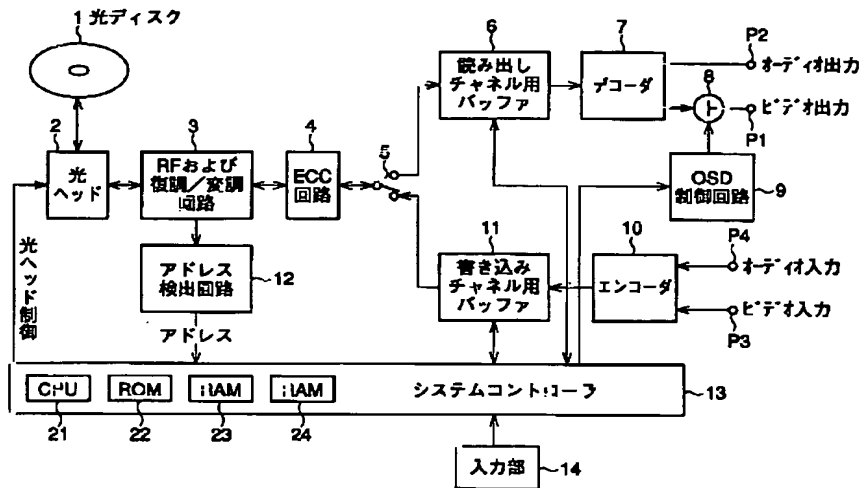 1 光ディスク
2
光
ヘッド
3
RFおよび
復調/変調
回路
4
ECC
回路
5
6
読み出し
チャネル用
バッファ
7
デコーダ
P2
オーディオ出力
8
ビデオ出力
P1
OSD
制御回路
9
10
エンコーダ
P4
オーディオ入力
ビデオ入力
P3
11
書き込み
チャネル用
バッファ
アドレス
検出回路
12
アドレス
光ヘッド制御
CPU
ROM
RAM
RAM
システムコントローラ
13
21
22
23
24
入力部
14